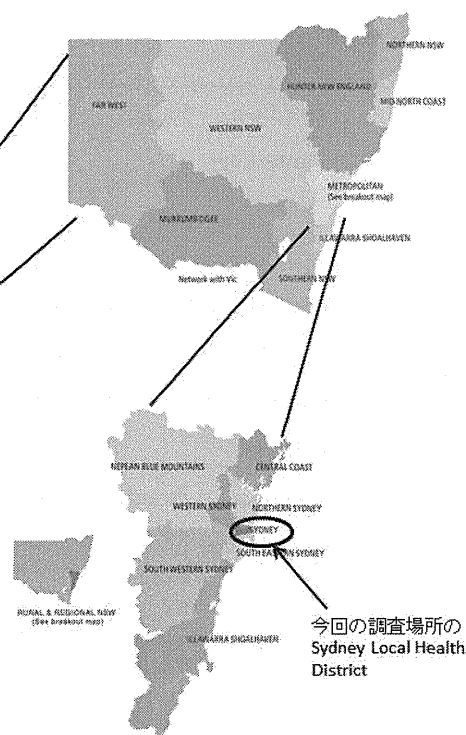 NORTHERN NSW
HUNTER NEW ENGLAND
FAR WEST
MID NORTH COAST
WESTERN NSW
METROPOLITAN
(See breakout map)
MURRUMBIDGEE
ILLAWARRA SHOALHAVEN
Network with Vic
SOUTHERN NSW
NEPEAN BLUE MOUNTAINS
CENTRAL COAST
WESTERN SYDNEY
NORTHERN SYDNEY
SYDNEY
SOUTH EASTERN SYDNEY
SOUTH WESTERN SYDNEY
RURAL & REGIONAL NSW
(See breakout map)
ILLAWARRA SHOALHAVEN
今回の調査場所の
Sydney Local Health
District